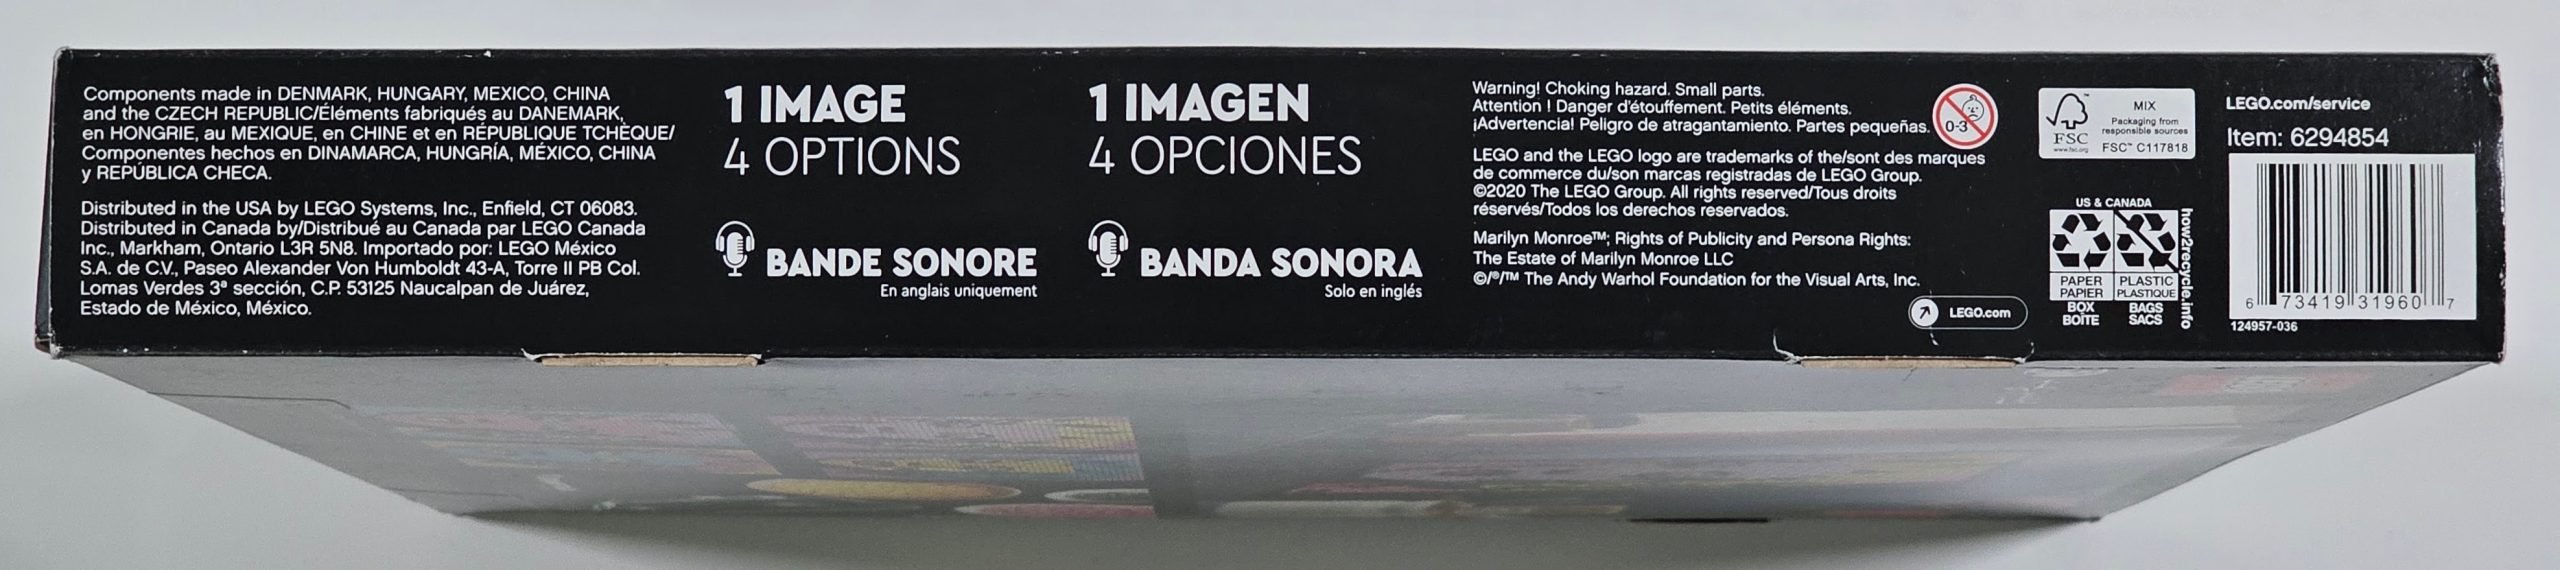 Components made in DENMARK, HUNGARY, MEXICO, CHINA
and the CZECH REPUBLIC/Éléments fabriqués au DANEMARK,
en HONGRIE, au MEXIQUE, en CHINE et en RÉPUBLIQUE TCHÈQUE/
Componentes hechos en DINAMARCA, HUNGRÍA, MÉXICO, CHINA
y REPÚBLICA CHECA.
Distributed in the USA by LEGO Systems, Inc., Enfield, CT 06083.
Distributed in Canada by/Distribué au Canada par LEGO Canada
Inc., Markham, Ontario L3R 5N8. Importado por: LEGO México
S.A. de C.V., Paseo Alexander Von Humboldt 43-A, Torre II PB Col.
Lomas Verdes 3ª sección, C.P. 53125 Naucalpan de Juárez,
Estado de México, México.
1 IMAGE
4 OPTIONS
BANDE SONORE
En anglais uniquement
1 IMAGEN
4 OPCIONES
BANDA SONORA
Solo en inglés
Warning! Choking hazard. Small parts.
Attention ! Danger d'étouffement. Petits éléments.
¡Advertencia! Peligro de atragantamiento. Partes pequeñas.
0-3
LEGO and the LEGO logo are trademarks of the/sont des marques
de commerce du/son marcas registradas de LEGO Group.
©2020 The LEGO Group. All rights reserved/Tous droits
réservés/Todos los derechos reservados.
Marilyn Monroe™; Rights of Publicity and Persona Rights:
The Estate of Marilyn Monroe LLC
©/®/™ The Andy Warhol Foundation for the Visual Arts, Inc.
LEGO.com
FSC
www.fsc.org
MIX
Packaging from
responsible sources
FSC™ C117818
US & CANADA
PAPER
PAPIER
BOX
BOÎTE
PLASTIC
PLASTIQUE
BAGS
SACS
how2recycle.info
LEGO.com/service
Item: 6294854
6 73419 31960 7
124957-036